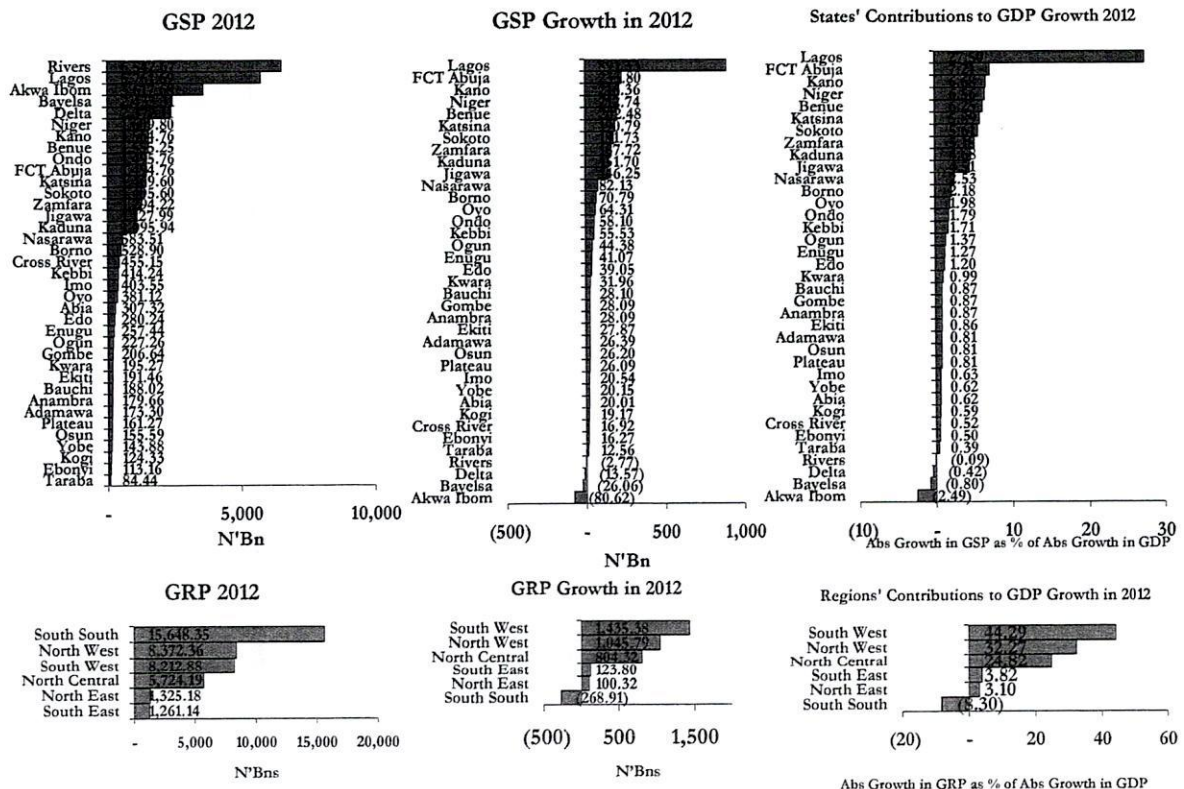 GSP 2012
Rivers
Lagos
Akwa Ibom
Bayelsa
Delta
Niger
Kano
Benue
Ondo
FCT Abuja
Katsina
Sokoto
Zamfara
Jigawa
Kaduna
Nasarawa 583.51
Borno 528.90
Cross River 455.15
Kebbi 414.24
Imo 403.55
Oyo 381.12
Abia 307.32
Edo 280.24
Enugu 257.44
Ogun 227.26
Gombe 206.64
Kwara 195.27
Ekiti 191.46
Bauchi 188.02
Anambra 179.66
Adamawa 173.30
Plateau 161.27
Osun 155.59
Yobe 143.88
Kogi 124.33
Ebonyi 113.16
Taraba 84.44
- 5,000 10,000
N'Bn
GSP Growth in 2012
Lagos
FCT Abuja
Kano
Niger
Benue
Katsina
Sokoto
Zamfara
Kaduna
Jigawa
Nasarawa 82.13
Borno 70.79
Oyo 64.31
Ondo 58.10
Kebbi 55.53
Ogun 44.38
Enugu 41.07
Edo 39.05
Kwara 31.96
Bauchi 28.10
Gombe 28.09
Anambra 28.09
Ekiti 27.87
Adamawa 26.39
Osun 26.20
Plateau 26.09
Imo 20.54
Yobe 20.15
Abia 20.01
Kogi 19.17
Cross River 16.92
Ebonyi 16.27
Taraba 12.56
Rivers (2.77)
Delta (13.57)
Bayelsa (26.06)
Akwa Ibom (80.62)
(500) - 500 1,000
N'Bn
States' Contributions to GDP Growth 2012
Lagos
FCT Abuja
Kano
Niger
Benue
Katsina
Sokoto
Zamfara
Kaduna
Jigawa
Nasarawa
Borno 2.18
Oyo 1.98
Ondo 1.79
Kebbi 1.71
Ogun 1.37
Enugu 1.27
Edo 1.20
Kwara 0.99
Bauchi 0.87
Gombe 0.87
Anambra 0.87
Ekiti 0.86
Adamawa 0.81
Osun 0.81
Plateau 0.81
Imo 0.63
Yobe 0.62
Abia 0.62
Kogi 0.59
Cross River 0.52
Ebonyi 0.50
Taraba 0.39
Rivers (0.09)
Delta (0.42)
Bayelsa (0.80)
Akwa Ibom (2.49)
(10) - 10 20 30
Abs Growth in GSP as % of Abs Growth in GDP
GRP 2012
South South 15,648.35
North West 8,372.36
South West 8,212.88
North Central 5,724.19
North East 1,325.18
South East 1,261.14
- 5,000 10,000 15,000 20,000
N'Bns
GRP Growth in 2012
South West 1,435.38
North West 1,045.79
North Central 804.32
South East 123.80
North East 100.32
South South (268.91)
(500) 500 1,500
N'Bns
Regions' Contributions to GDP Growth in 2012
South West 44.29
North West 32.27
North Central 24.82
South East 3.82
North East 3.10
South South (8.30)
(20) - 20 40 60
Abs Growth in GRP as % of Abs Growth in GDP